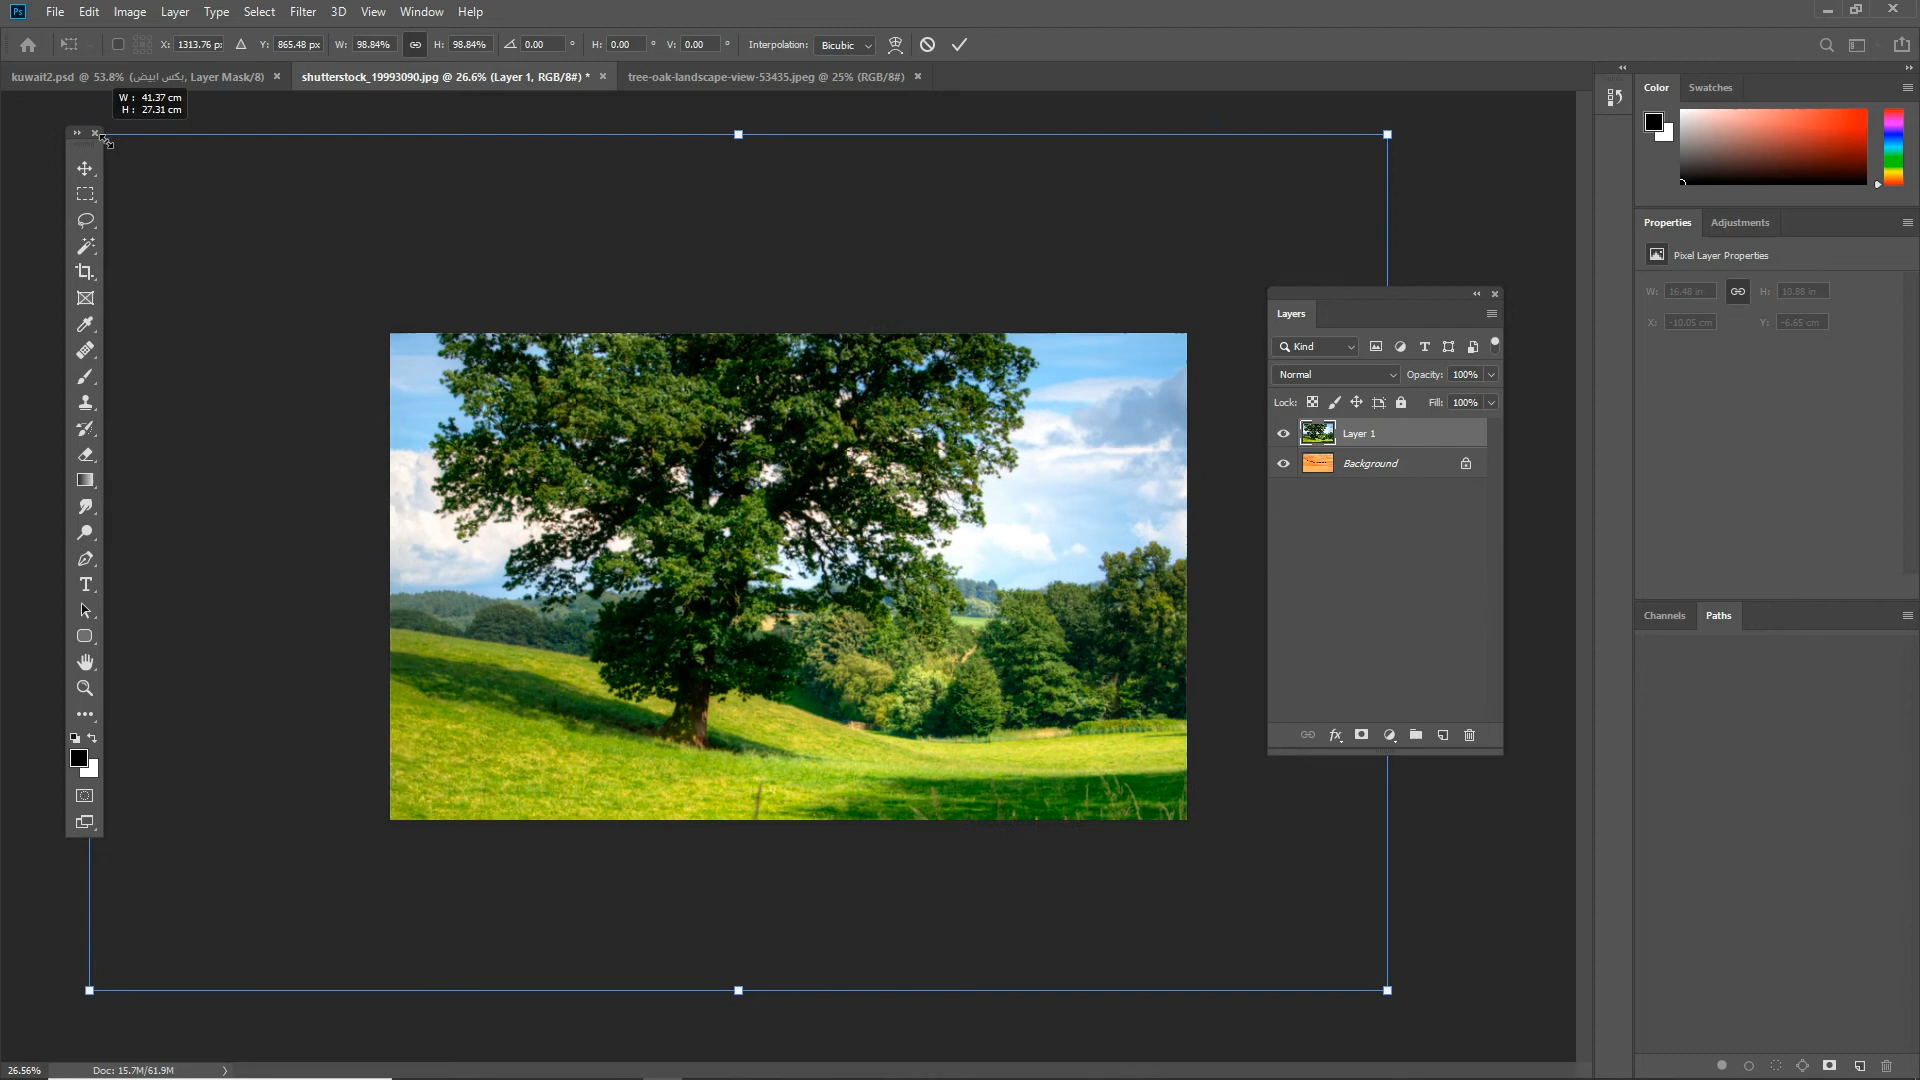 Ps File Edit Image Layer Type Select Filter 3D View Window Help
X: 1313.76 px Y: 865.48 px W: 98.84% H: 98.84% 0.00 ° H: 0.00 ° V: 0.00 ° Interpolation: Bicubic
kuwait2.psd @ 53.8% (بكس ابيض, Layer Mask/8) × shutterstock_19993090.jpg @ 26.6% (Layer 1, RGB/8#) * × tree-oak-landscape-view-53435.jpeg @ 25% (RGB/8#) ×
W : 41.37 cm
H : 27.31 cm
Color Swatches
Properties Adjustments
Pixel Layer Properties
W: 16.48 in H: 10.88 in
X: -10.05 cm Y: -6.65 cm
Layers
Kind
Normal Opacity: 100%
Lock: Fill: 100%
Layer 1
Background
fx
Channels Paths
26.56% Doc: 15.7M/61.9M